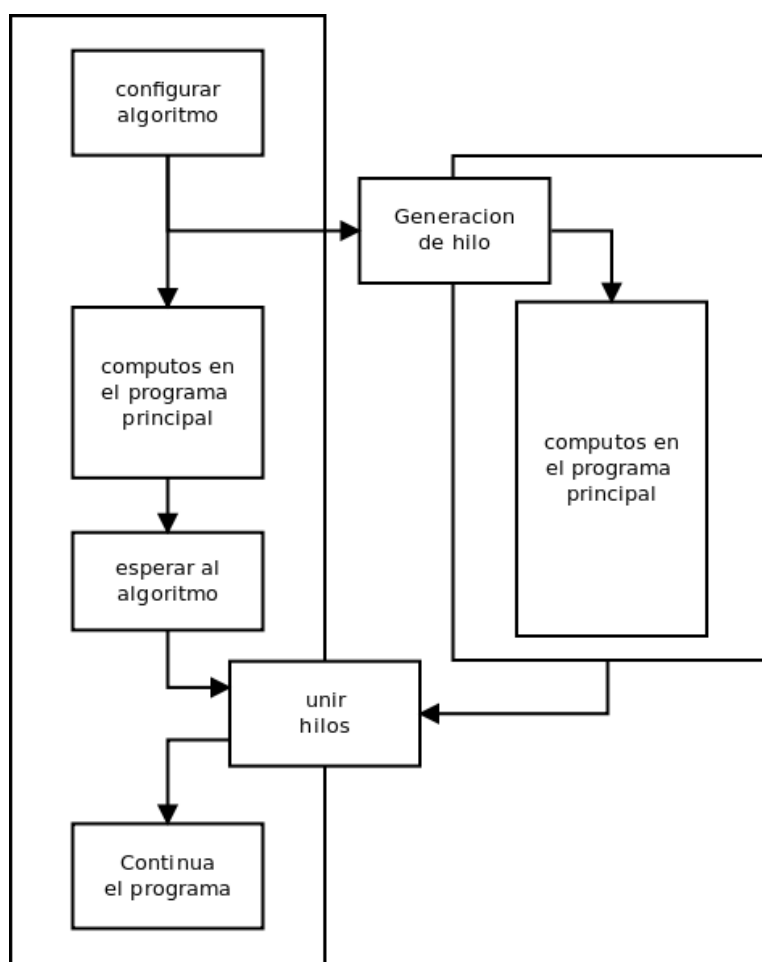 configurar
algoritmo
Generacion
de hilo
computos en
el programa
principal
computos en
el programa
principal
esperar al
algoritmo
unir
hilos
Continua
el programa